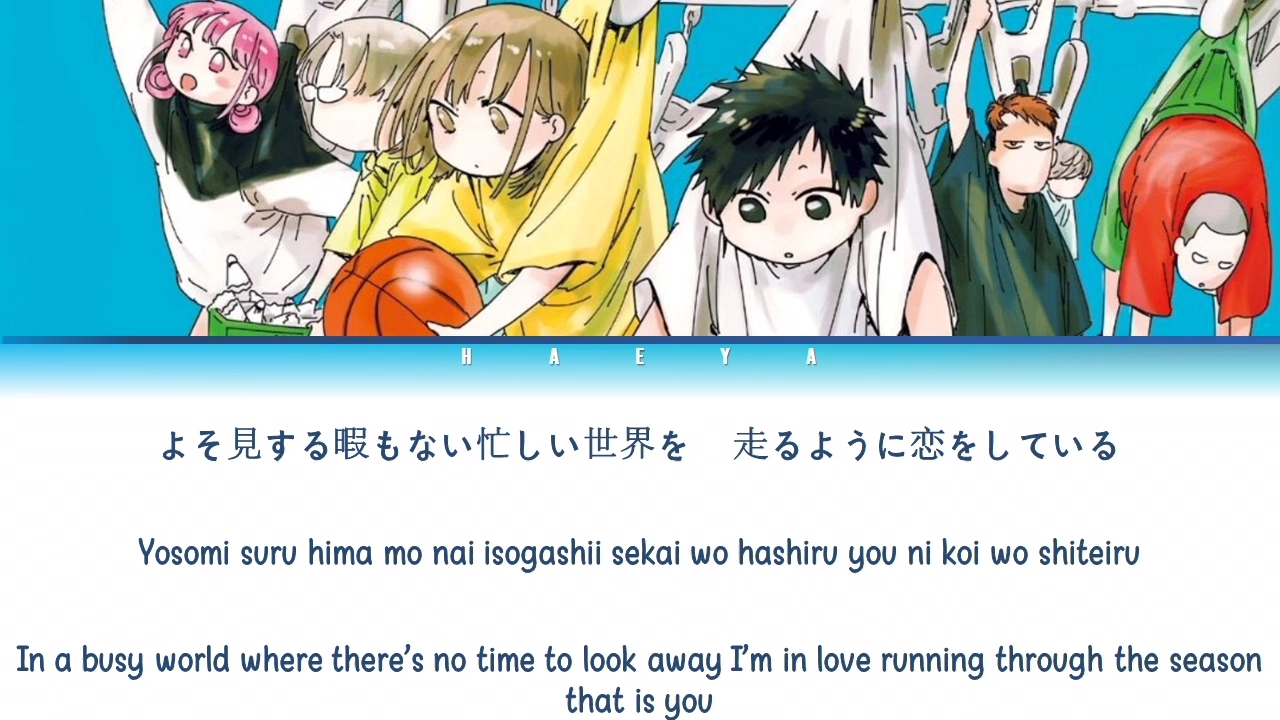 H A E Y A
よそ見する暇もない忙しい世界を　走るように恋をしている
Yosomi suru hima mo nai isogashii sekai wo hashiru you ni koi wo shiteiru
In a busy world where there's no time to look away I'm in love running through the season
that is you